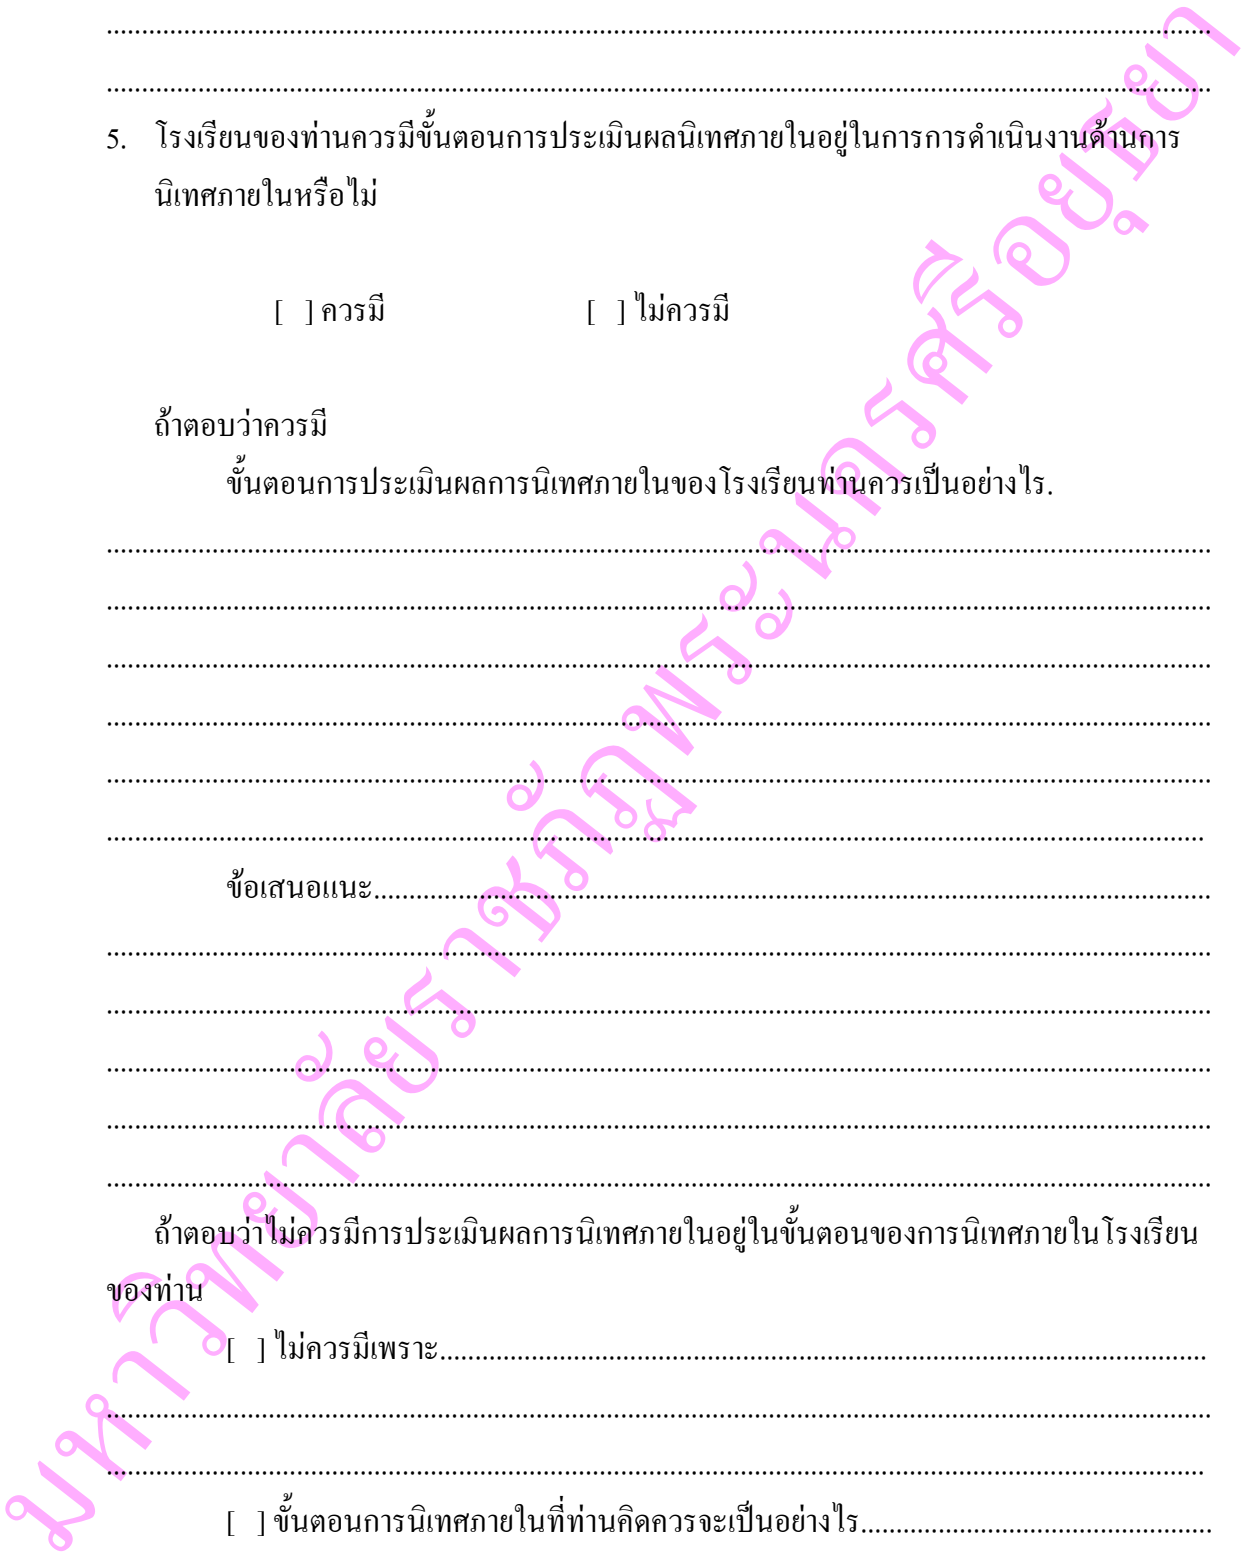 ................................................................................
................................................................................
5. โรงเรียนของท่านควรมีขั้นตอนการประเมินผลนิเทศภายในอยู่ในการการดำเนินงานด้านการ
นิเทศภายในหรือไม่
[ ] ควรมี [ ] ไม่ควรมี
ถ้าตอบว่าควรมี
ขั้นตอนการประเมินผลการนิเทศภายในของโรงเรียนท่านควรเป็นอย่างไร.
................................................................................
................................................................................
................................................................................
................................................................................
................................................................................
................................................................................
ข้อเสนอแนะ................................................................................
................................................................................
................................................................................
................................................................................
................................................................................
................................................................................
ถ้าตอบว่าไม่ควรมีการประเมินผลการนิเทศภายในอยู่ในขั้นตอนของการนิเทศภายในโรงเรียน
ของท่าน
[ ] ไม่ควรมีเพราะ................................................................................
................................................................................
................................................................................
[ ] ขั้นตอนการนิเทศภายในที่ท่านคิดควรจะเป็นอย่างไร..................................................
มหาวิทยาลัยราชภัฏพระนครศรีอยุธยา